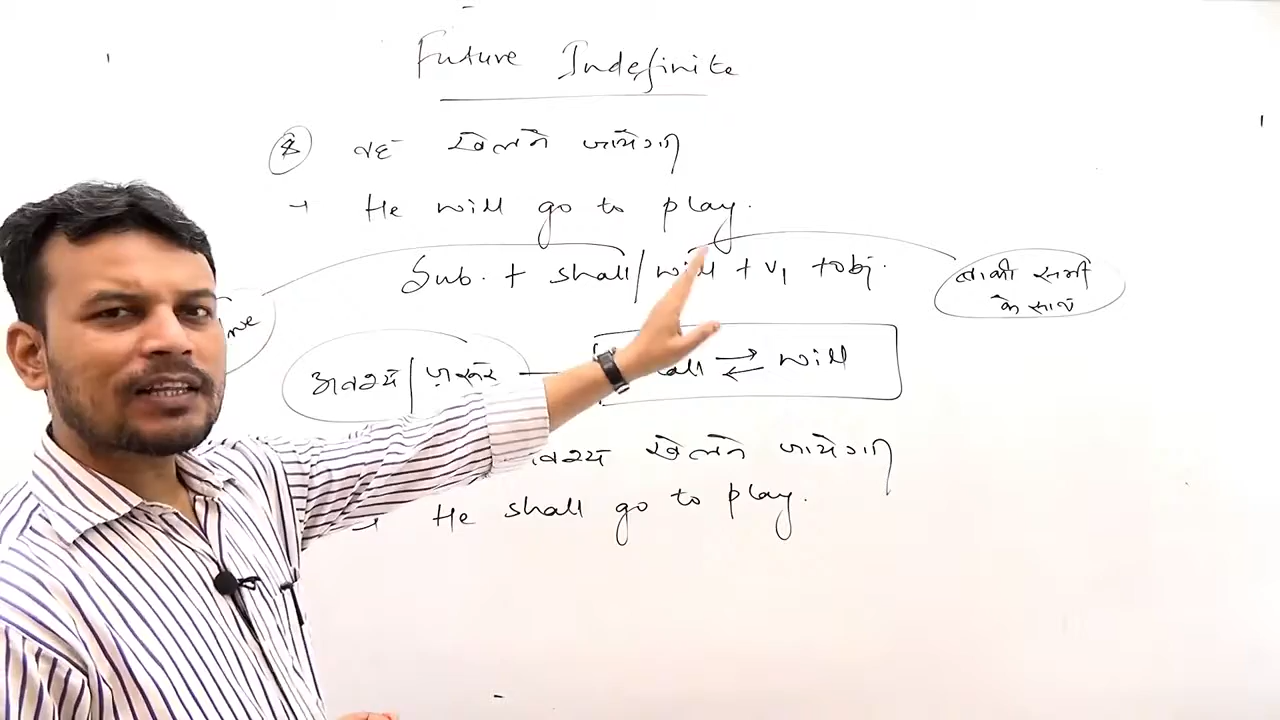 Future Indefinite
वह खेलने जायेगा
He will go to play.
Sub. + shall/will + V1 + obj.
बाकी सभी के साथ
अवश्य/ज़रूर
will
खेलने जायेगा
→ He shall go to play.